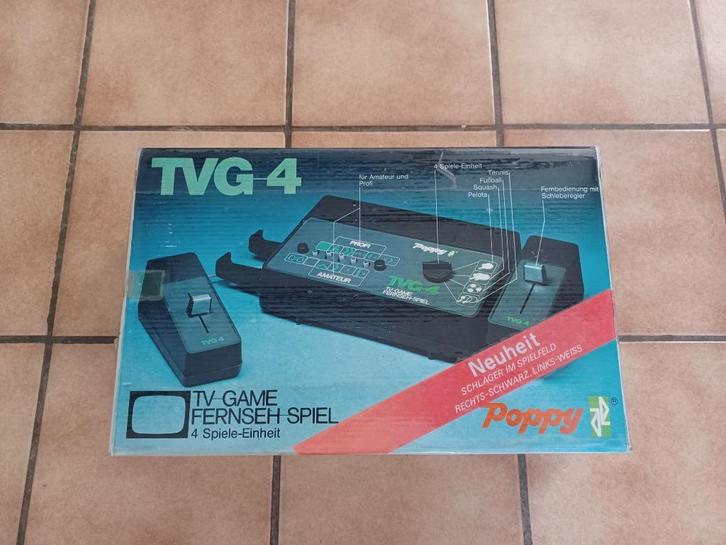 TVG-4
4 Spiele-Einheit
für Amateur und
Profi
Tennis
Fußball
Squash
Pelota
Fernbedienung mit
Schieberegler
PROFI
Poppy
AMATEUR
TVG 4
TV-GAME
FERNSEH-SPIEL
TVG 4
TVG 4
Neuheit
SCHLÄGER IM SPIELFELD
RECHTS-SCHWARZ, LINKS-WEISS
TV GAME
FERNSEH SPIEL
4 Spiele-Einheit
Poppy
®